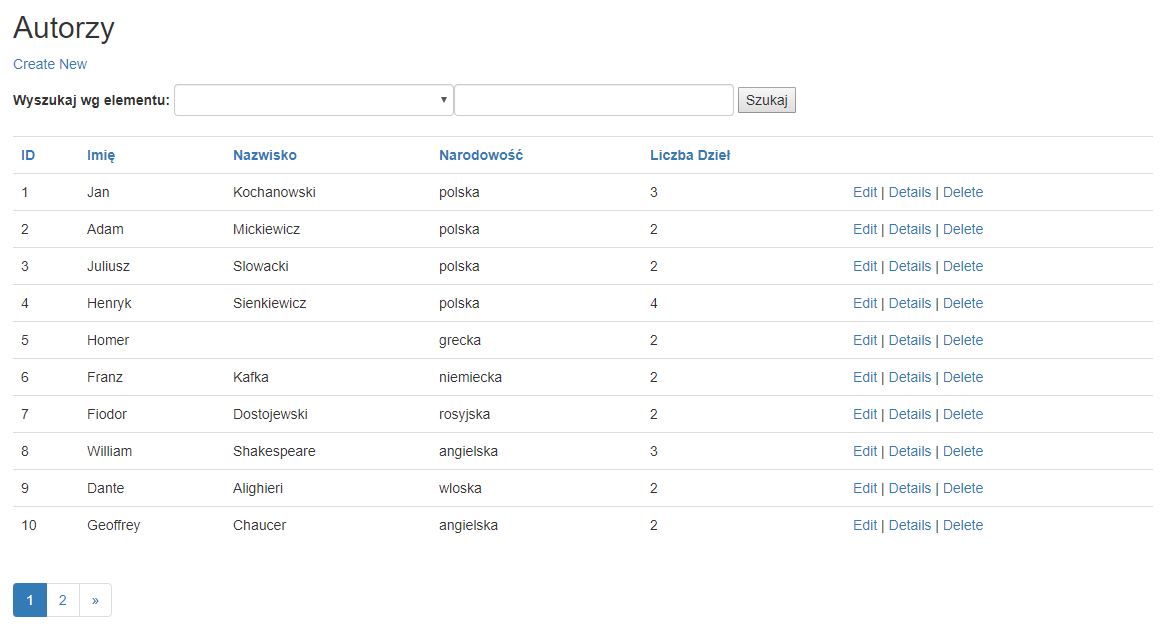 Autorzy
Create New
Wyszukaj wg elementu: Szukaj
ID Imię Nazwisko Narodowość Liczba Dzieł
1 Jan Kochanowski polska 3 Edit | Details | Delete
2 Adam Mickiewicz polska 2 Edit | Details | Delete
3 Juliusz Slowacki polska 2 Edit | Details | Delete
4 Henryk Sienkiewicz polska 4 Edit | Details | Delete
5 Homer grecka 2 Edit | Details | Delete
6 Franz Kafka niemiecka 2 Edit | Details | Delete
7 Fiodor Dostojewski rosyjska 2 Edit | Details | Delete
8 William Shakespeare angielska 3 Edit | Details | Delete
9 Dante Alighieri wloska 2 Edit | Details | Delete
10 Geoffrey Chaucer angielska 2 Edit | Details | Delete
1 2 »